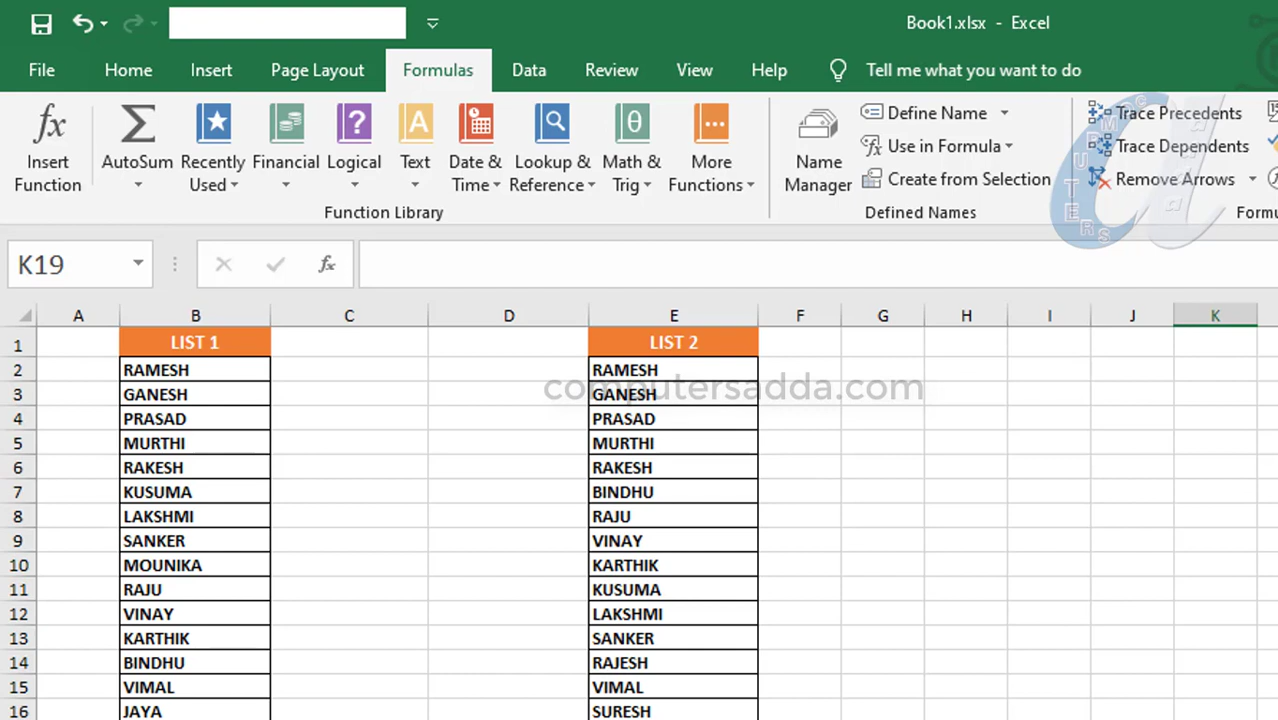 Book1.xlsx - Excel
File Home Insert Page Layout Formulas Data Review View Help Tell me what you want to do
Insert Function
AutoSum
Recently Used
Financial
Logical
Text
Date & Time
Lookup & Reference
Math & Trig
More Functions
Function Library
Name Manager
Define Name
Use in Formula
Create from Selection
Defined Names
Trace Precedents
Trace Dependents
Remove Arrows
K19 fx
A B C D E F G H I J K
1 LIST 1 LIST 2
2 RAMESH RAMESH
computersadda.com
3 GANESH GANESH
4 PRASAD PRASAD
5 MURTHI MURTHI
6 RAKESH RAKESH
7 KUSUMA BINDHU
8 LAKSHMI RAJU
9 SANKER VINAY
10 MOUNIKA KARTHIK
11 RAJU KUSUMA
12 VINAY LAKSHMI
13 KARTHIK SANKER
14 BINDHU RAJESH
15 VIMAL VIMAL
16 JAYA SURESH